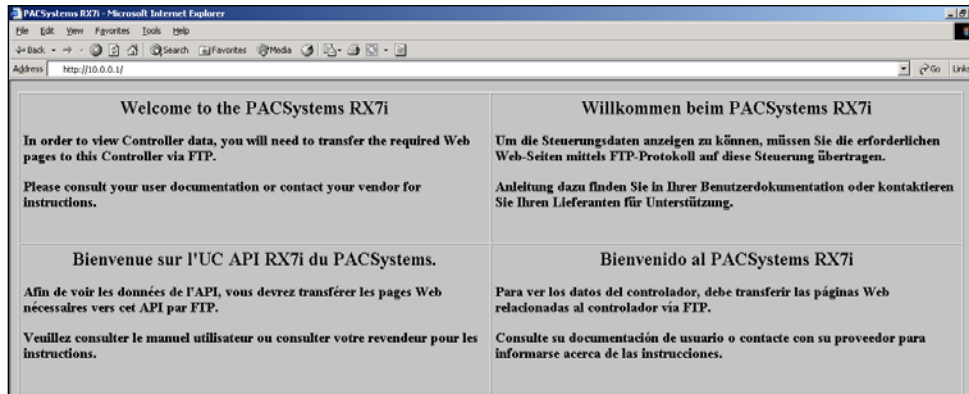 PACSystems RX7i - Microsoft Internet Explorer
File Edit View Favorites Tools Help
Back Search Favorites Media
Address http://10.0.0.1/ Go Links
Welcome to the PACSystems RX7i
In order to view Controller data, you will need to transfer the required Web
pages to this Controller via FTP.
Please consult your user documentation or contact your vendor for
instructions.
Willkommen beim PACSystems RX7i
Um die Steuerungsdaten anzeigen zu können, müssen Sie die erforderlichen
Web-Seiten mittels FTP-Protokoll auf diese Steuerung übertragen.
Anleitung dazu finden Sie in Ihrer Benutzerdokumentation oder kontaktieren
Sie Ihren Lieferanten für Unterstützung.
Bienvenue sur l'UC API RX7i du PACSystems.
Afin de voir les données de l'API, vous devrez transférer les pages Web
nécessaires vers cet API par FTP.
Veuillez consulter le manuel utilisateur ou consulter votre revendeur pour les
instructions.
Bienvenido al PACSystems RX7i
Para ver los datos del controlador, debe transferir las páginas Web
relacionadas al controlador vía FTP.
Consulte su documentación de usuario o contacte con su proveedor para
informarse acerca de las instrucciones.